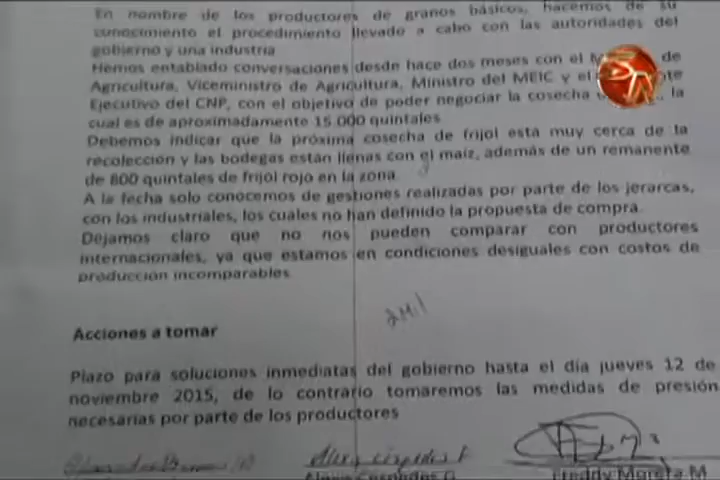 En nombre de los productores de granos básicos, hacemos de su
conocimiento el procedimiento llevado a cabo con las autoridades del
gobierno y una industria
Hemos entablado conversaciones desde hace dos meses con el de
Agricultura, Viceministro de Agricultura, Ministro del MEIC y el
Ejecutivo del CNP, con el objetivo de poder negociar la cosecha la
cual es de aproximadamente 15.000 quintales
Debemos indicar que la próxima cosecha de frijol está muy cerca de la
recolección y las bodegas están llenas con el maíz, además de un remanente
de 800 quintales de frijol rojo en la zona
A la fecha solo conocemos de gestiones realizadas por parte de los jerarcas,
con los industriales, los cuales no han definido la propuesta de compra.
Dejamos claro que no nos pueden comparar con productores
internacionales, ya que estamos en condiciones desiguales con costos de
producción incomparables
Acciones a tomar
Plazo para soluciones inmediatas del gobierno hasta el día jueves 12 de
noviembre 2015, de lo contrario tomaremos las medidas de presión
necesarias por parte de los productores
Freddy Morera M.